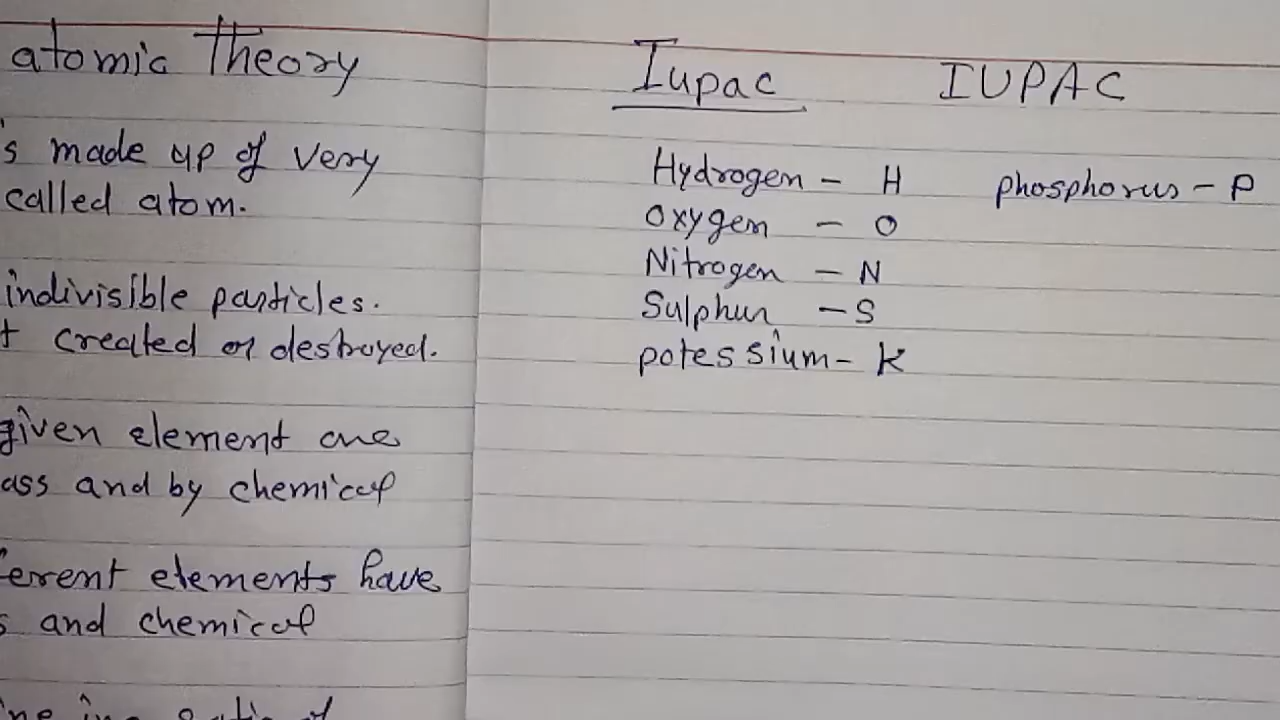 atomic Theory
s made up of very
called atom.
indivisible particles.
t created or destroyed.
given element are
ass and by chemical
ferent elements have
s and chemical
Iupac IUPAC
Hydrogen - H phosphorus - P
Oxygen - O
Nitrogen - N
Sulphur - S
potessium - K